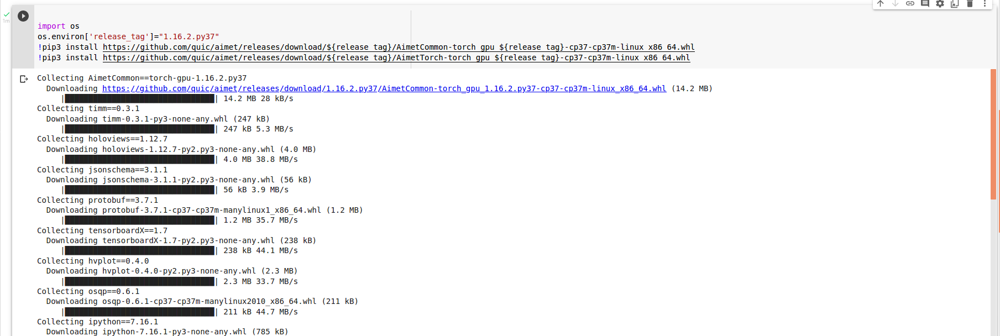 1m
import os
os.environ['release_tag']="1.16.2.py37"
!pip3 install https://github.com/quic/aimet/releases/download/${release_tag}/AimetCommon-torch_gpu_${release_tag}-cp37-cp37m-linux_x86_64.whl
!pip3 install https://github.com/quic/aimet/releases/download/${release_tag}/AimetTorch-torch_gpu_${release_tag}-cp37-cp37m-linux_x86_64.whl
Collecting AimetCommon==torch-gpu-1.16.2.py37
Downloading https://github.com/quic/aimet/releases/download/1.16.2.py37/AimetCommon-torch_gpu_1.16.2.py37-cp37-cp37m-linux_x86_64.whl (14.2 MB)
|████████████████████████████████| 14.2 MB 28 kB/s
Collecting timm==0.3.1
Downloading timm-0.3.1-py3-none-any.whl (247 kB)
|████████████████████████████████| 247 kB 5.3 MB/s
Collecting holoviews==1.12.7
Downloading holoviews-1.12.7-py2.py3-none-any.whl (4.0 MB)
|████████████████████████████████| 4.0 MB 38.8 MB/s
Collecting jsonschema==3.1.1
Downloading jsonschema-3.1.1-py2.py3-none-any.whl (56 kB)
|████████████████████████████████| 56 kB 3.9 MB/s
Collecting protobuf==3.7.1
Downloading protobuf-3.7.1-cp37-cp37m-manylinux1_x86_64.whl (1.2 MB)
|████████████████████████████████| 1.2 MB 35.7 MB/s
Collecting tensorboardX==1.7
Downloading tensorboardX-1.7-py2.py3-none-any.whl (238 kB)
|████████████████████████████████| 238 kB 44.1 MB/s
Collecting hvplot==0.4.0
Downloading hvplot-0.4.0-py2.py3-none-any.whl (2.3 MB)
|████████████████████████████████| 2.3 MB 33.7 MB/s
Collecting osqp==0.6.1
Downloading osqp-0.6.1-cp37-cp37m-manylinux2010_x86_64.whl (211 kB)
|████████████████████████████████| 211 kB 44.7 MB/s
Collecting ipython==7.16.1
Downloading ipython-7.16.1-py3-none-any.whl (785 kB)